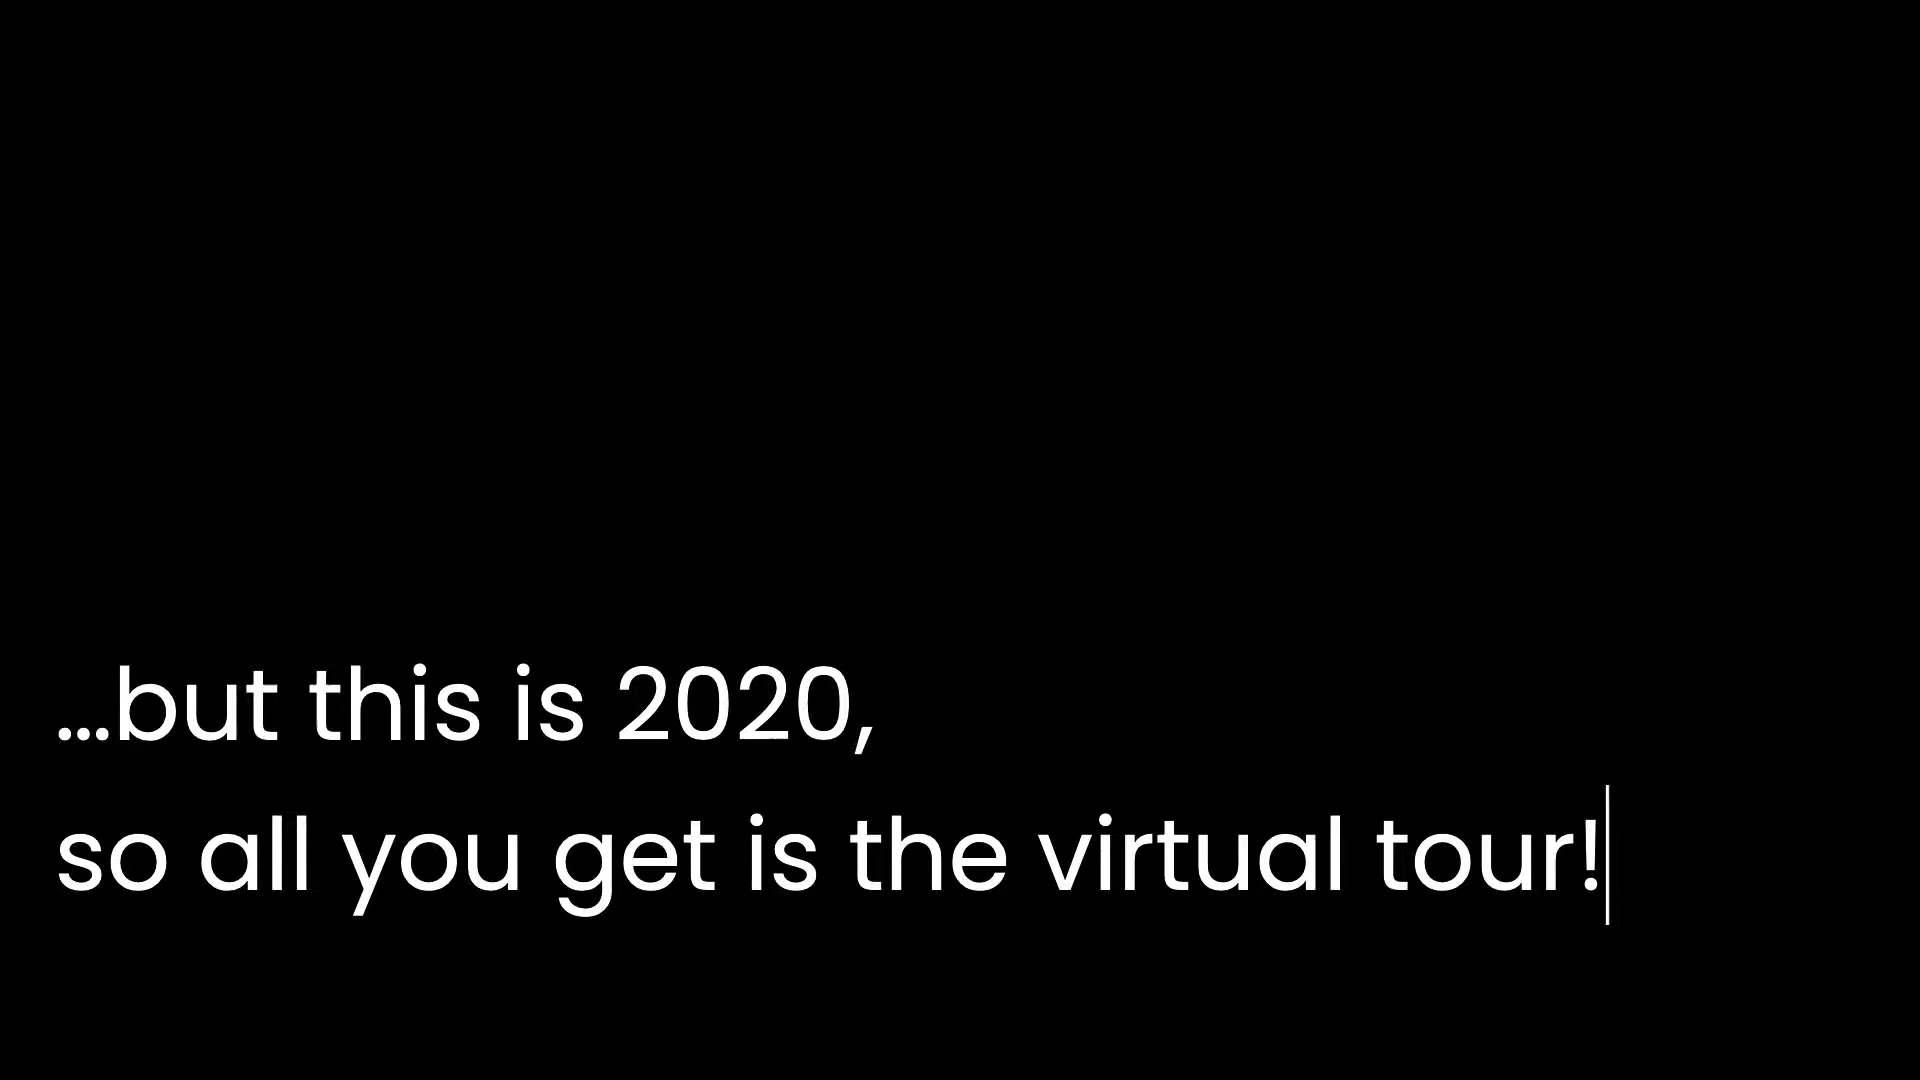 …but this is 2020,
so all you get is the virtual tour!